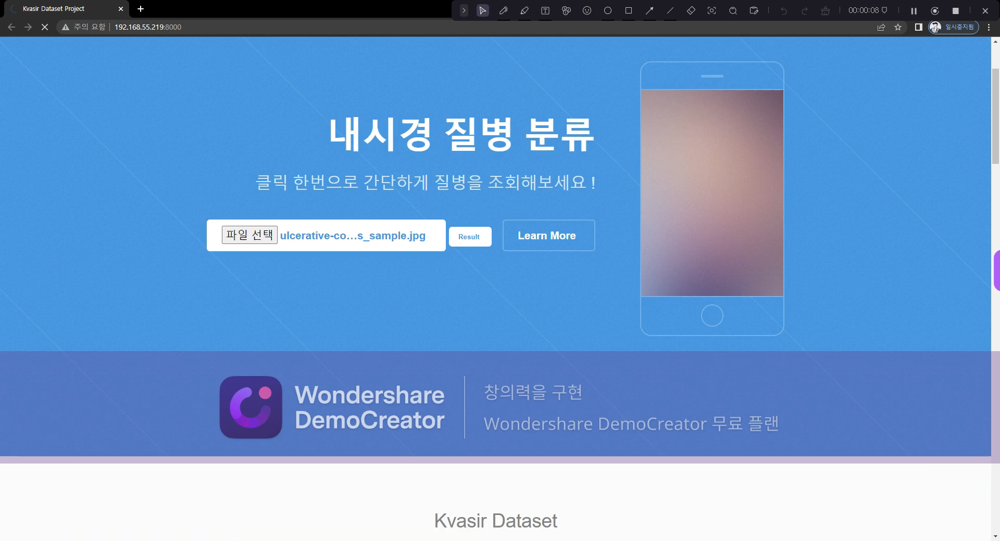 Kvasir Dataset Project
00:00:08
주의 요함
192.168.55.219:8000
일시중지됨
내시경 질병 분류
클릭 한번으로 간단하게 질병을 조회해보세요 !
파일 선택 ulcerative-co...s_sample.jpg
Result
Learn More
Wondershare
DemoCreator
창의력을 구현
Wondershare DemoCreator 무료 플랜
Kvasir Dataset